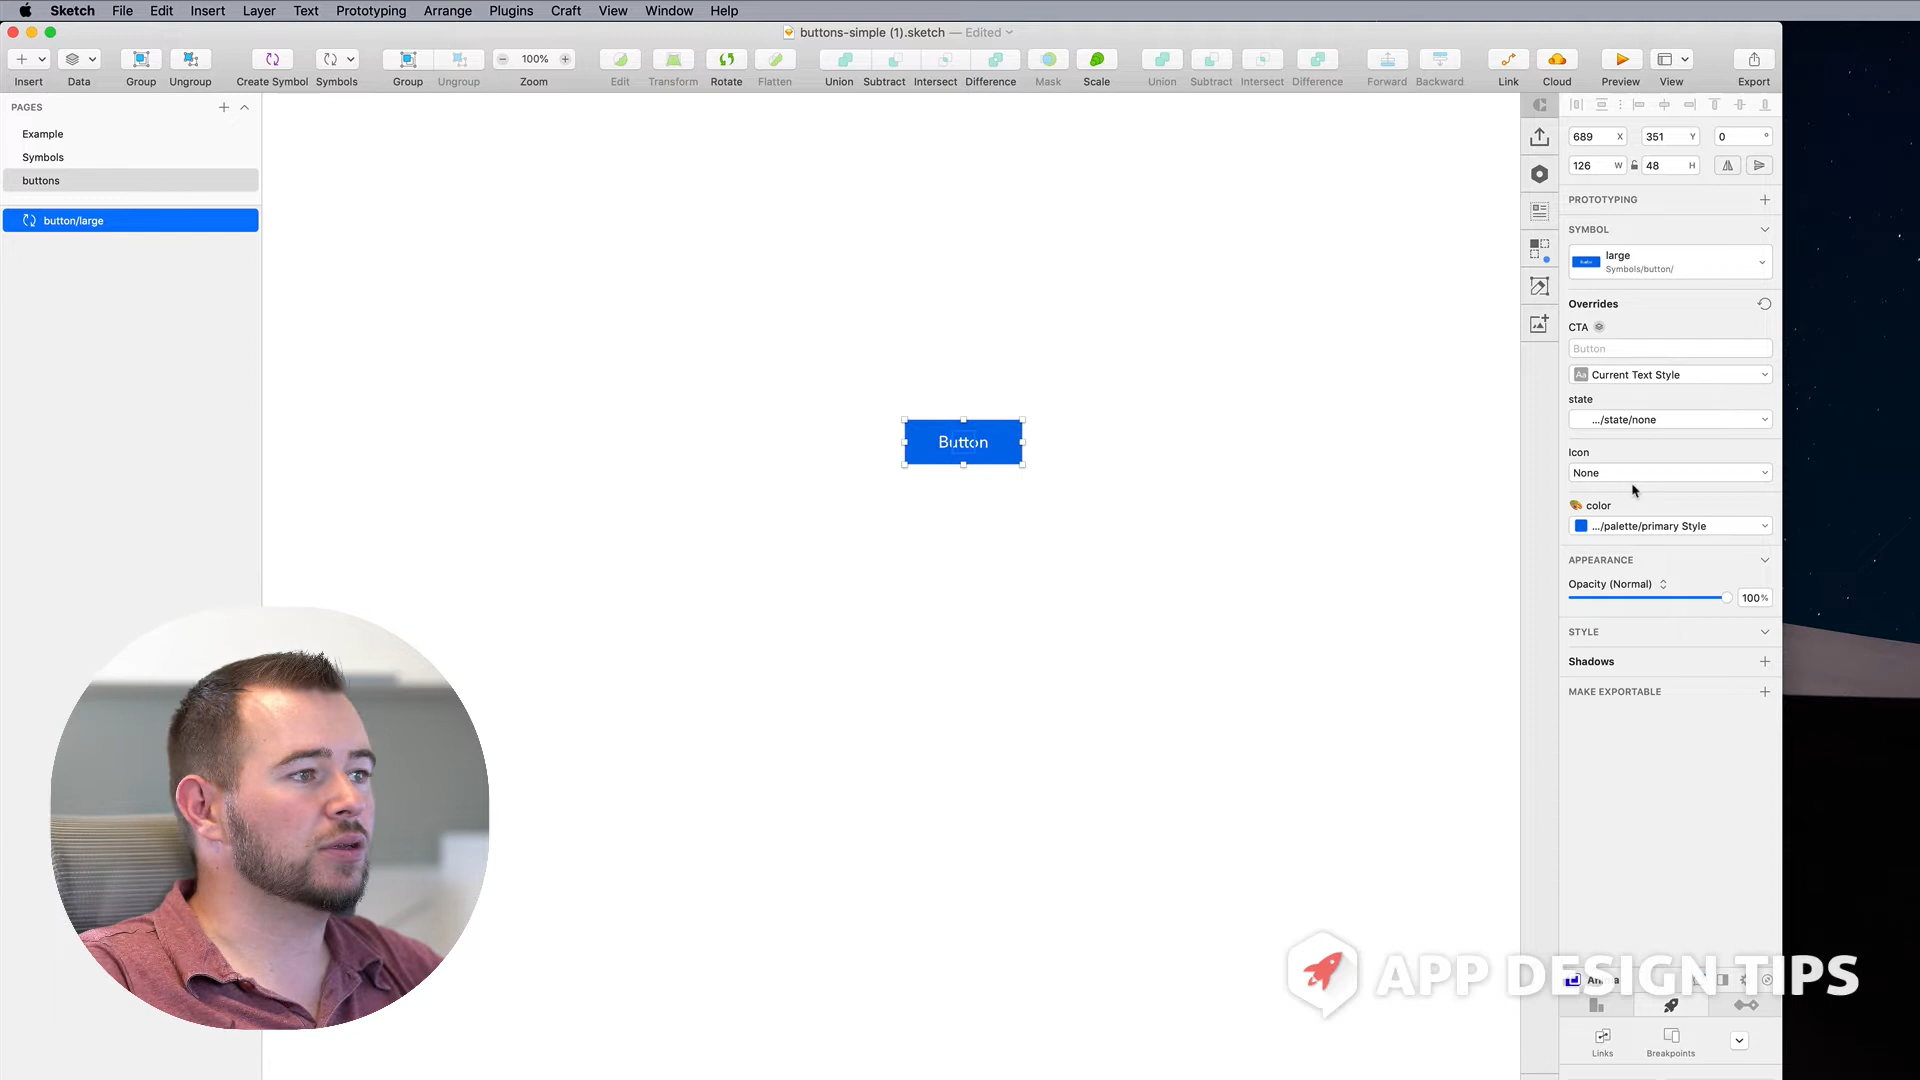 Sketch File Edit Insert Layer Text Prototyping Arrange Plugins Craft View Window Help
buttons-simple (1).sketch — Edited
Insert Data Group Ungroup Create Symbol Symbols Group Ungroup 100% Zoom Edit Transform Rotate Flatten Union Subtract Intersect Difference Mask Scale Union Subtract Intersect Difference Forward Backward Link Cloud Preview View Export
PAGES
Example
Symbols
buttons
button/large
Button
689 X 351 Y 0 °
126 W 48 H
PROTOTYPING
SYMBOL
large
Symbols/button/
Overrides
CTA
Button
Aa Current Text Style
state
.../state/none
Icon
None
color
.../palette/primary Style
APPEARANCE
Opacity (Normal)
100%
STYLE
Shadows
MAKE EXPORTABLE
APP DESIGN TIPS
Links Breakpoints